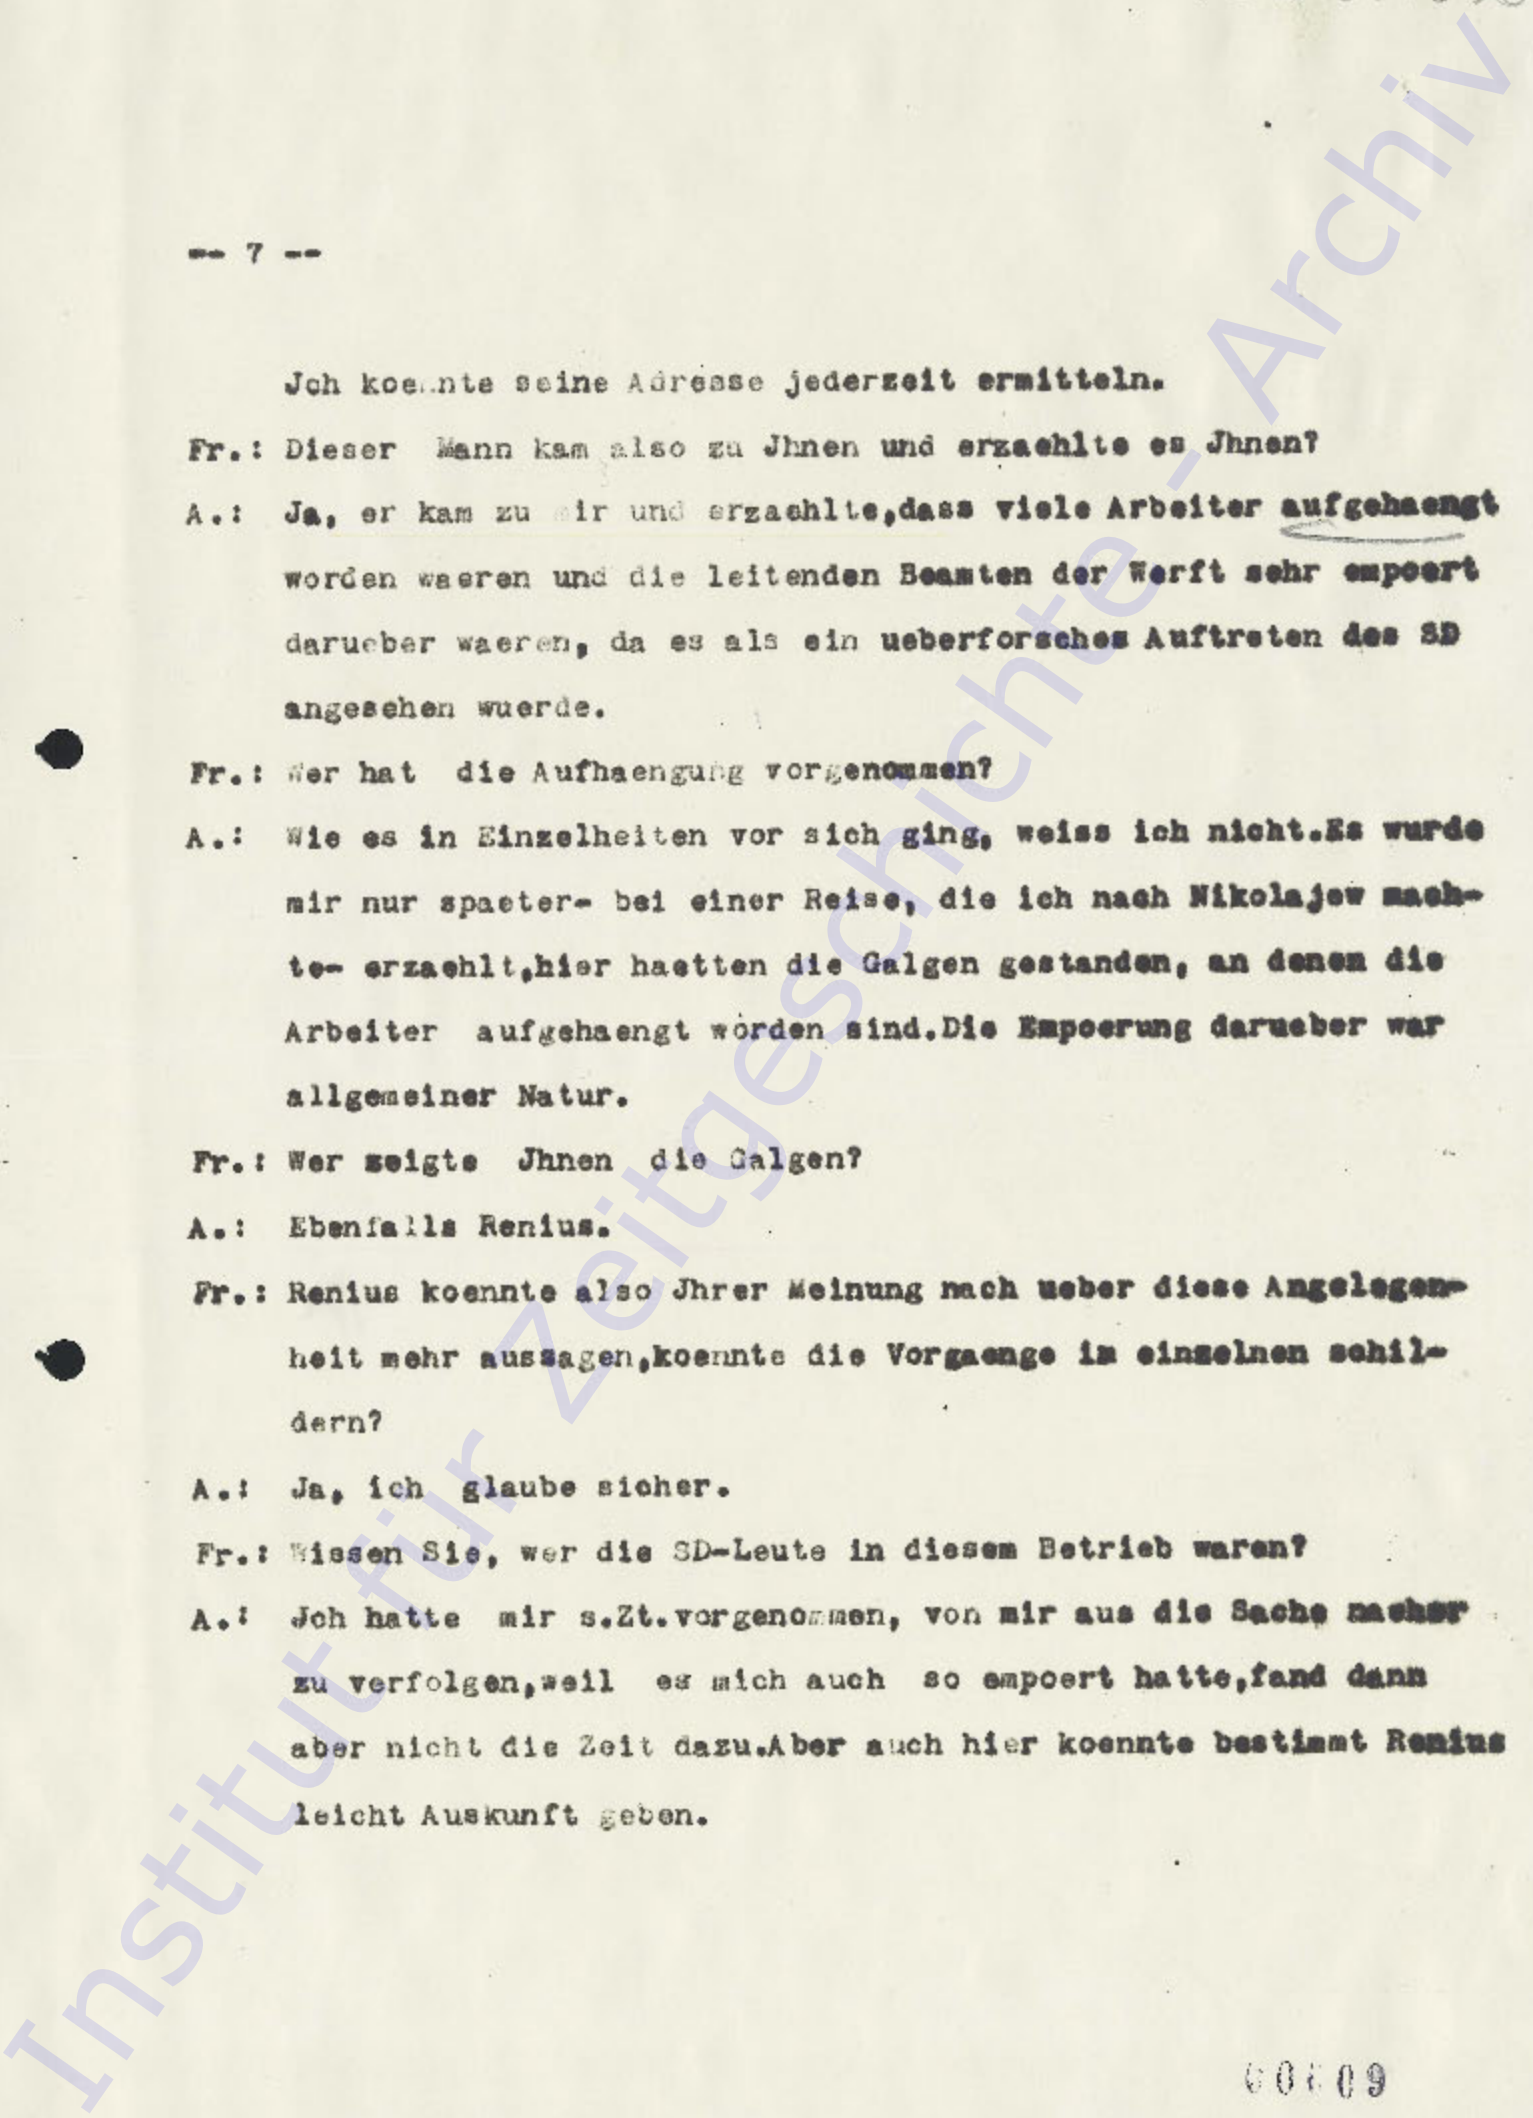 -- 7 --
Jch koennte seine Adresse jederzeit ermitteln.
Fr.: Dieser Mann kam also zu Jhnen und erzaehlte es Jhnen?
A.: Ja, er kam zu mir und erzaehlte,dass viele Arbeiter aufgehaengt
worden waeren und die leitenden Beamten der Werft sehr empoert
darueber waeren, da es als ein ueberforsches Auftreten des SD
angesehen wuerde.
Fr.: Wer hat die Aufhaengung vorgenommen?
A.: Wie es in Einzelheiten vor sich ging, weiss ich nicht.Es wurde
mir nur spaeter- bei einer Reise, die ich nach Nikolajew mach-
te- erzaehlt,hier haetten die Galgen gestanden, an denen die
Arbeiter aufgehaengt worden sind.Die Empoerung darueber war
allgemeiner Natur.
Fr.: Wer zeigte Jhnen die Galgen?
A.: Ebenfalls Renius.
Fr.: Renius koennte also Jhrer Meinung nach ueber diese Angelegen-
heit mehr aussagen,koennte die Vorgaenge im einzelnen schil-
dern?
A.: Ja, ich glaube sicher.
Fr.: Wissen Sie, wer die SD-Leute in diesem Betrieb waren?
A.: Jch hatte mir s.Zt.vorgenommen, von mir aus die Sache naeher
zu verfolgen,weil es mich auch so empoert hatte,fand dann
aber nicht die Zeit dazu.Aber auch hier koennte bestimmt Renius
leicht Auskunft geben.
Institut für Zeitgeschichte - Archiv